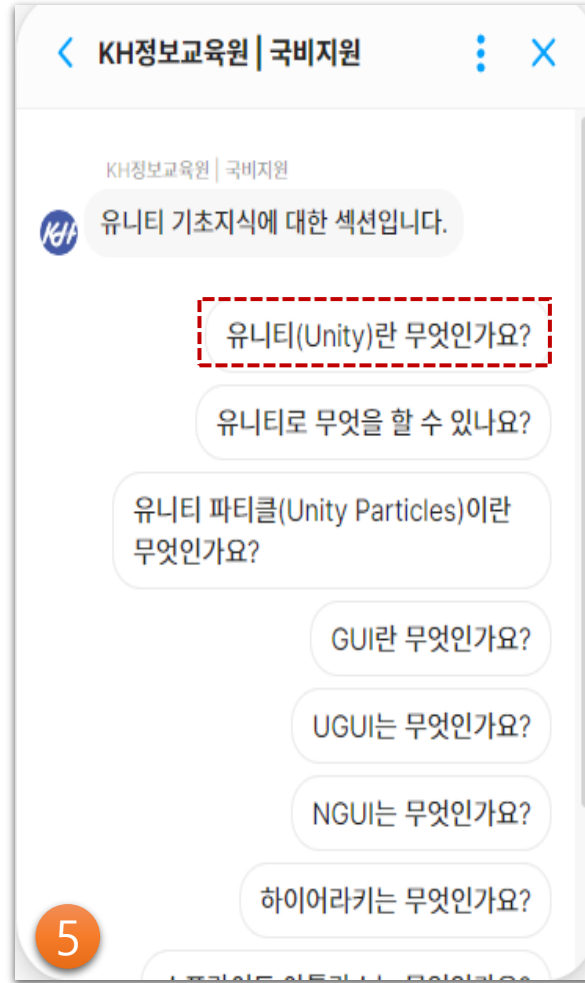 KH정보교육원 | 국비지원
KH정보교육원 | 국비지원
KH
유니티 기초지식에 대한 섹션입니다.
유니티(Unity)란 무엇인가요?
유니티로 무엇을 할 수 있나요?
유니티 파티클(Unity Particles)이란
무엇인가요?
GUI란 무엇인가요?
UGUI는 무엇인가요?
NGUI는 무엇인가요?
하이어라키는 무엇인가요?
5